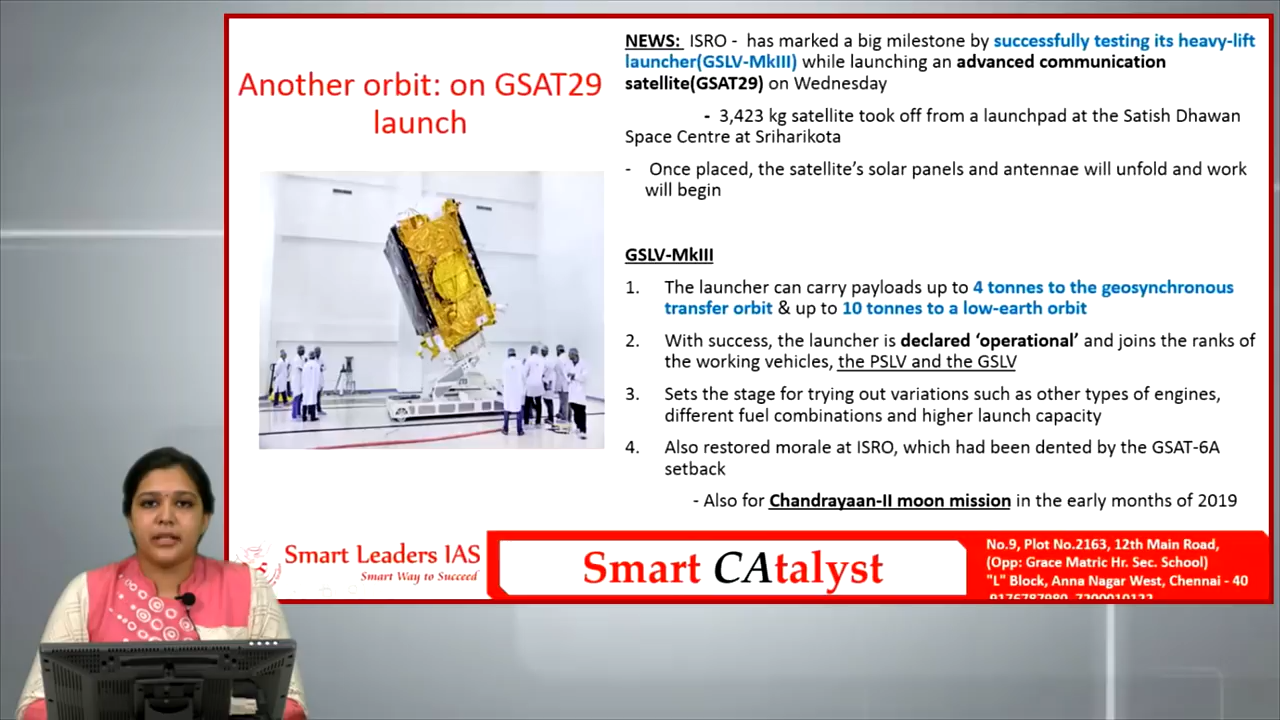 Another orbit: on GSAT29
launch
NEWS: ISRO - has marked a big milestone by successfully testing its heavy-lift
launcher(GSLV-MkIII) while launching an advanced communication
satellite(GSAT29) on Wednesday
- 3,423 kg satellite took off from a launchpad at the Satish Dhawan
Space Centre at Sriharikota
- Once placed, the satellite's solar panels and antennae will unfold and work
will begin
GSLV-MkIII
1. The launcher can carry payloads up to 4 tonnes to the geosynchronous
transfer orbit & up to 10 tonnes to a low-earth orbit
2. With success, the launcher is declared 'operational' and joins the ranks of
the working vehicles, the PSLV and the GSLV
3. Sets the stage for trying out variations such as other types of engines,
different fuel combinations and higher launch capacity
4. Also restored morale at ISRO, which had been dented by the GSAT-6A
setback
- Also for Chandrayaan-II moon mission in the early months of 2019
Smart Leaders IAS
Smart Way to Succeed
Smart CAtalyst
No.9, Plot No.2163, 12th Main Road,
(Opp: Grace Matric Hr. Sec. School)
"L" Block, Anna Nagar West, Chennai - 40
9176787980, 7200010122